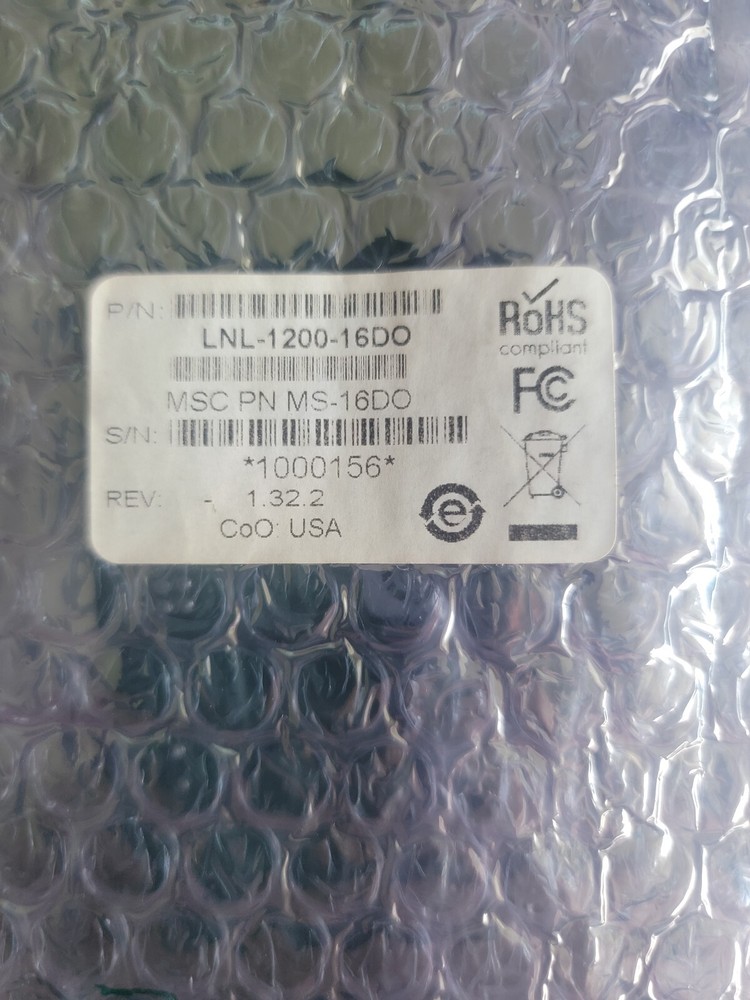 P/N:
LNL-1200-16DO
MSC PN MS-16DO
S/N:
*1000156*
REV: - 1.32.2
CoO: USA
RoHS
compliant
FC
e